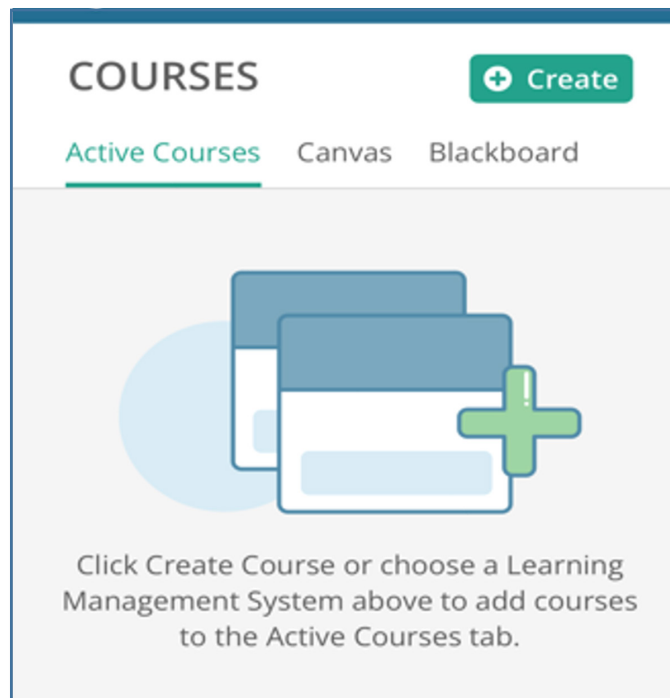 COURSES
Create
Active Courses Canvas Blackboard
Click Create Course or choose a Learning
Management System above to add courses
to the Active Courses tab.